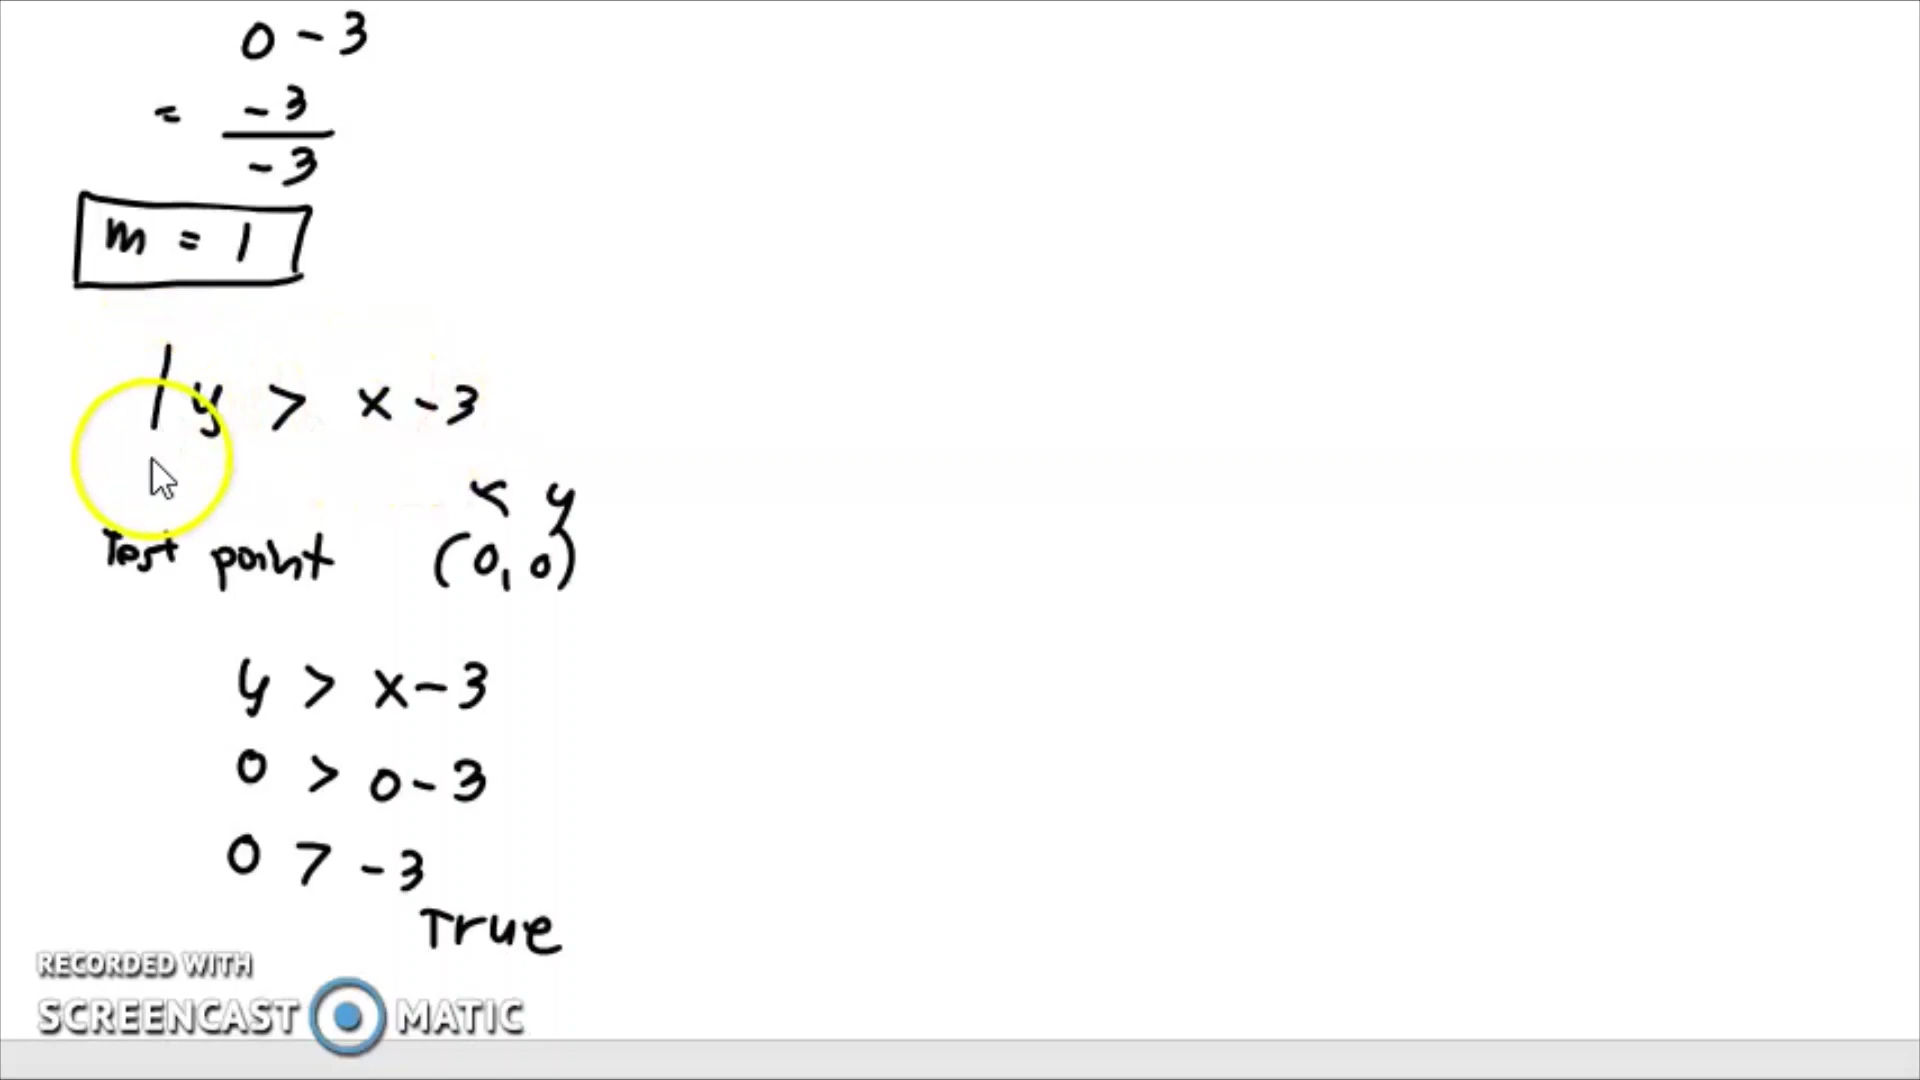 0 - 3
= -3
-3
m = 1
y > x - 3
x y
Test point (0, 0)
y > x - 3
0 > 0 - 3
0 > -3
True
RECORDED WITH
SCREENCAST MATIC